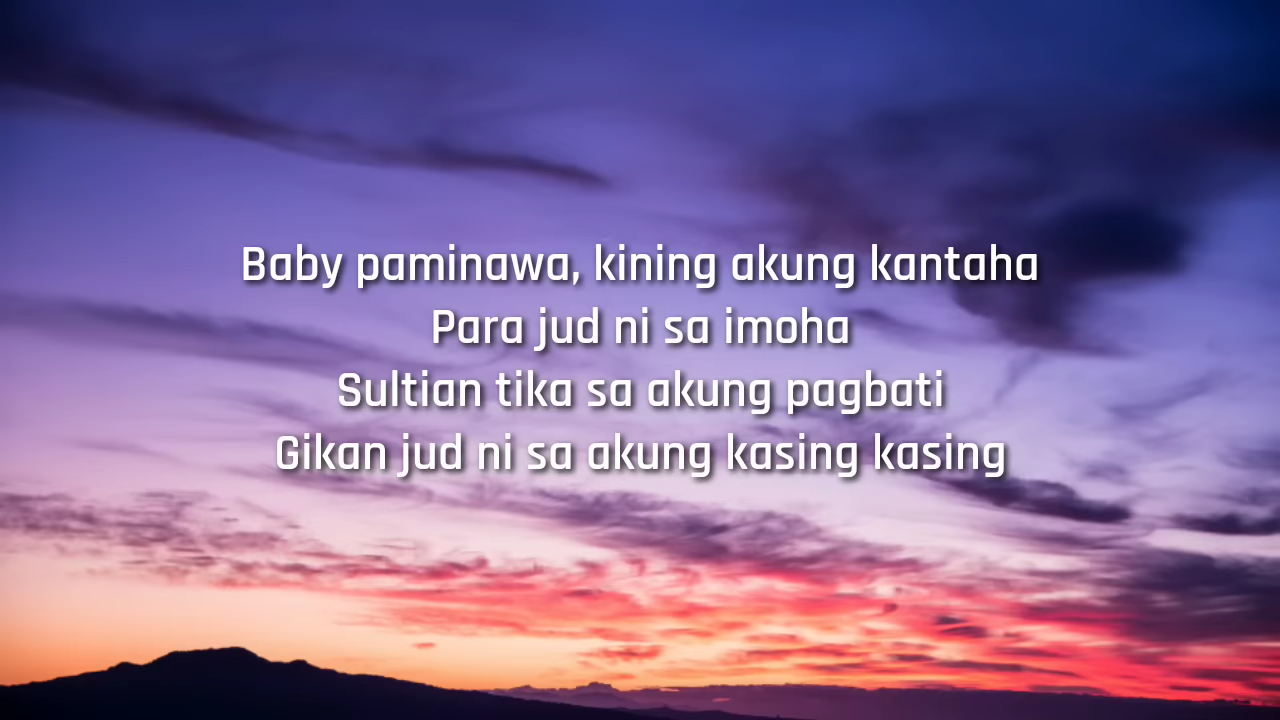 Baby paminawa, kining akung kantaha
Para jud ni sa imoha
Sultian tika sa akung pagbati
Gikan jud ni sa akung kasing kasing